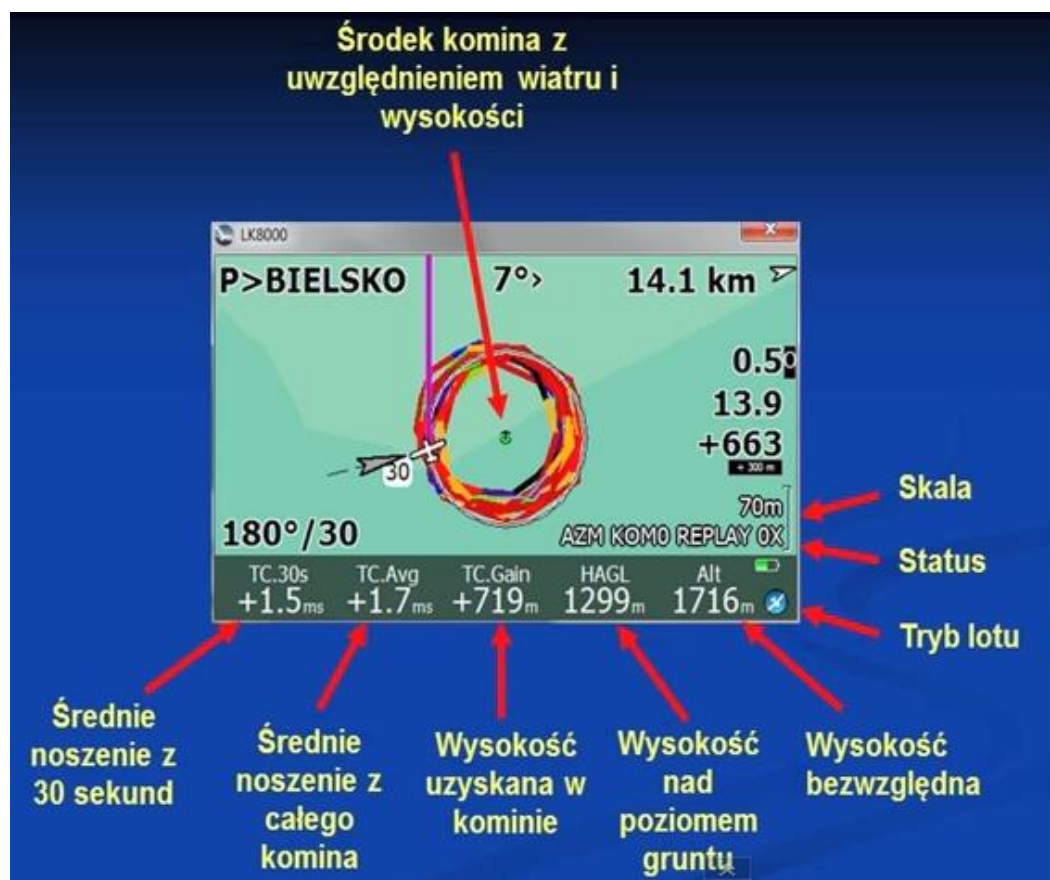 Środek komina z
uwzględnieniem wiatru i
wysokości
LK8000
P>BIELSKO 7°› 14.1 km
0.5
13.9
+663
+ 300 m
30
70m
180°/30 AZM KOM0 REPLAY 0X
TC.30s TC.Avg TC.Gain HAGL Alt
+1.5ms +1.7ms +719m 1299m 1716m
Skala
Status
Tryb lotu
Średnie
noszenie z
30 sekund
Średnie
noszenie z
całego
komina
Wysokość
uzyskana w
kominie
Wysokość
nad
poziomem
gruntu
Wysokość
bezwzględna